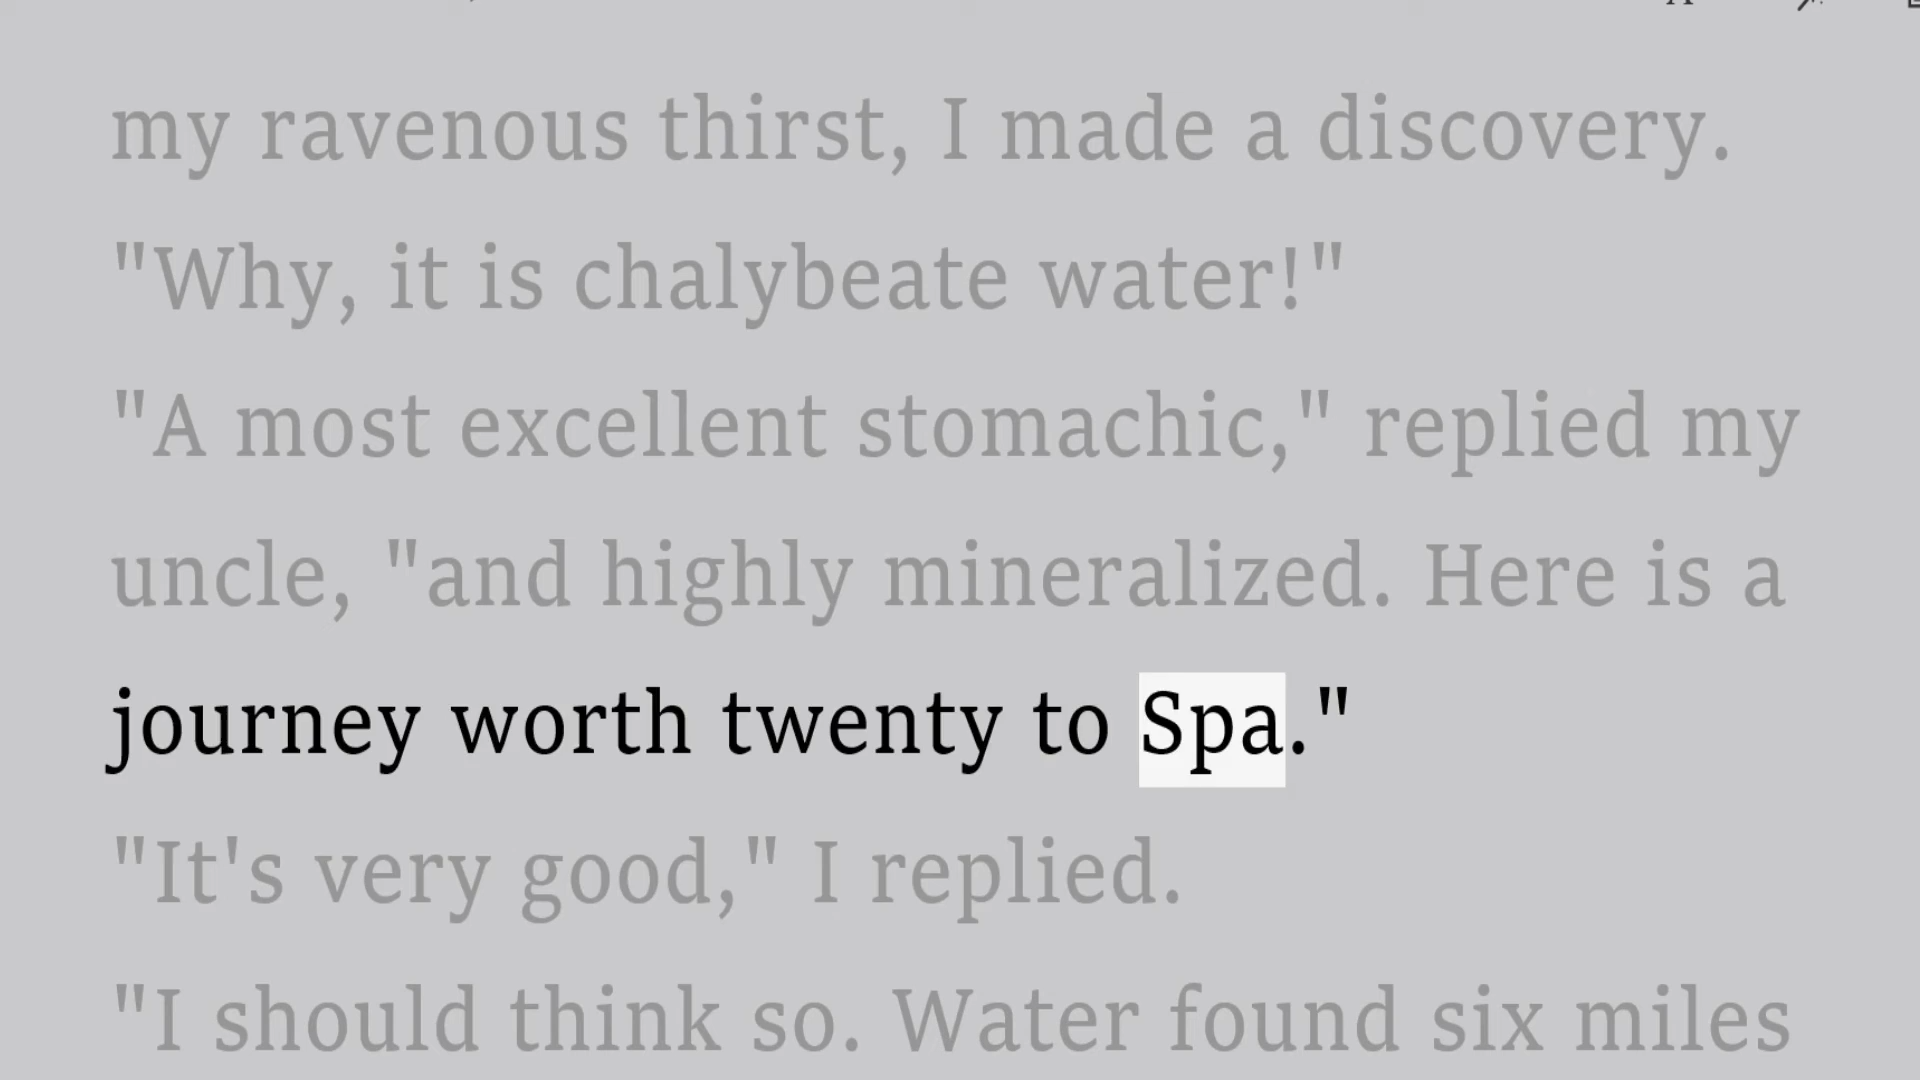 my ravenous thirst, I made a discovery.
"Why, it is chalybeate water!"
"A most excellent stomachic," replied my
uncle, "and highly mineralized. Here is a
journey worth twenty to Spa."
"It's very good," I replied.
"I should think so. Water found six miles